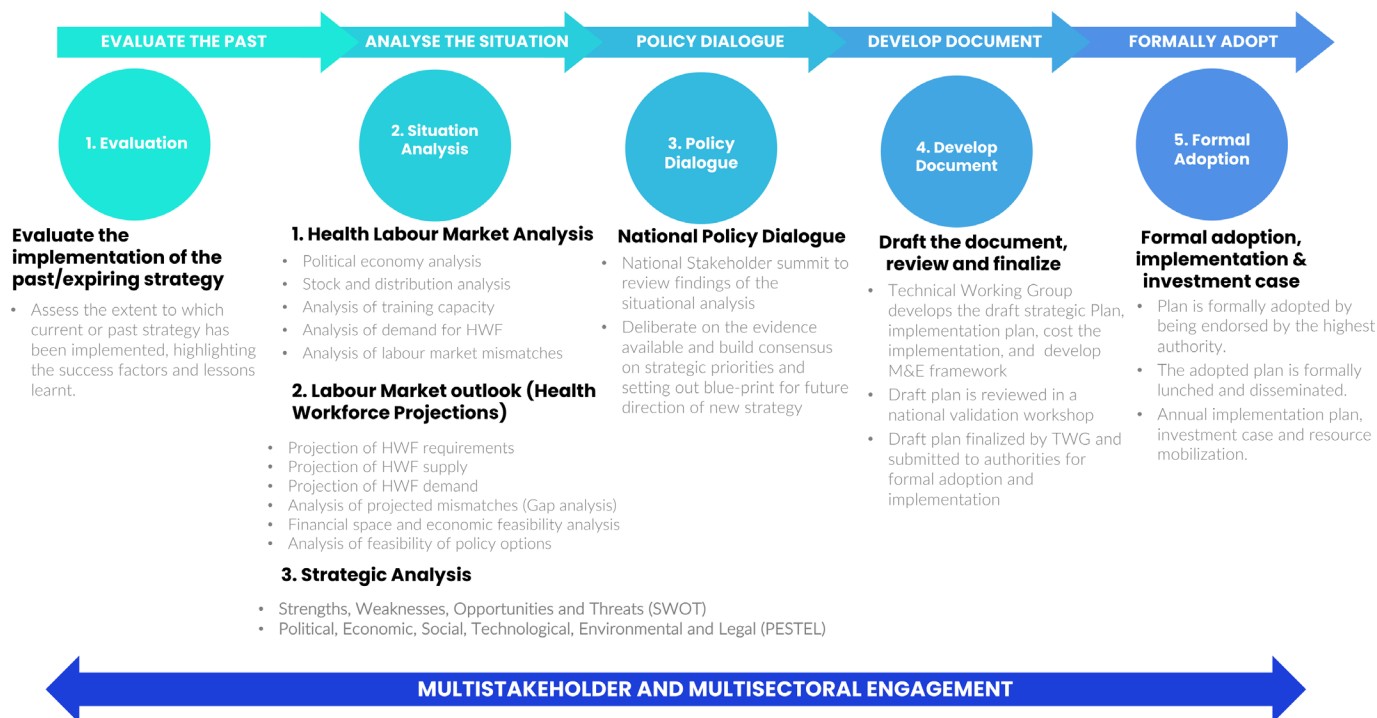 EVALUATE THE PAST
ANALYSE THE SITUATION
POLICY DIALOGUE
DEVELOP DOCUMENT
FORMALLY ADOPT
1. Evaluation
2. Situation
Analysis
3. Policy
Dialogue
4. Develop
Document
5. Formal
Adoption
Evaluate the
implementation of the
past/expiring strategy
• Assess the extent to which
current or past strategy has
been implemented, highlighting
the success factors and lessons
learnt.
1. Health Labour Market Analysis
• Political economy analysis
• Stock and distribution analysis
• Analysis of training capacity
• Analysis of demand for HWF
• Analysis of labour market mismatches
2. Labour Market outlook (Health
Workforce Projections)
• Projection of HWF requirements
• Projection of HWF supply
• Projection of HWF demand
• Analysis of projected mismatches (Gap analysis)
• Financial space and economic feasibility analysis
• Analysis of feasibility of policy options
3. Strategic Analysis
• Strengths, Weaknesses, Opportunities and Threats (SWOT)
• Political, Economic, Social, Technological, Environmental and Legal (PESTEL)
National Policy Dialogue
• National Stakeholder summit to
review findings of the
situational analysis
• Deliberate on the evidence
available and build consensus
on strategic priorities and
setting out blue-print for future
direction of new strategy
Draft the document,
review and finalize
• Technical Working Group
develops the draft strategic Plan,
implementation plan, cost the
implementation, and develop
M&E framework
• Draft plan is reviewed in a
national validation workshop
• Draft plan finalized by TWG and
submitted to authorities for
formal adoption and
implementation
Formal adoption,
implementation &
investment case
• Plan is formally adopted by
being endorsed by the highest
authority.
• The adopted plan is formally
lunched and disseminated.
• Annual implementation plan,
investment case and resource
mobilization.
MULTISTAKEHOLDER AND MULTISECTORAL ENGAGEMENT